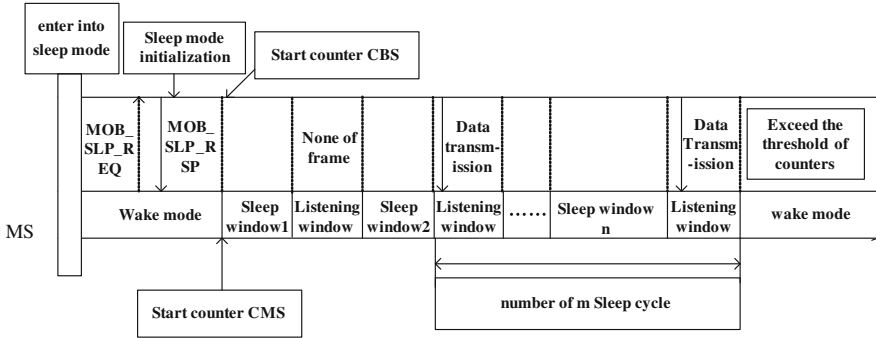 enter into
sleep mode
Sleep mode
initialization
Start counter CBS
MOB_
SLP_R
EQ
MOB_
SLP_R
SP
None of
frame
Data
transm-
ission
Data
Transm
-ission
Exceed the
threshold of
counters
MS
Wake mode
Sleep
window1
Listening
window
Sleep
window2
Listening
window
......
Sleep window
n
Listening
window
wake mode
Start counter CMS
number of m Sleep cycle